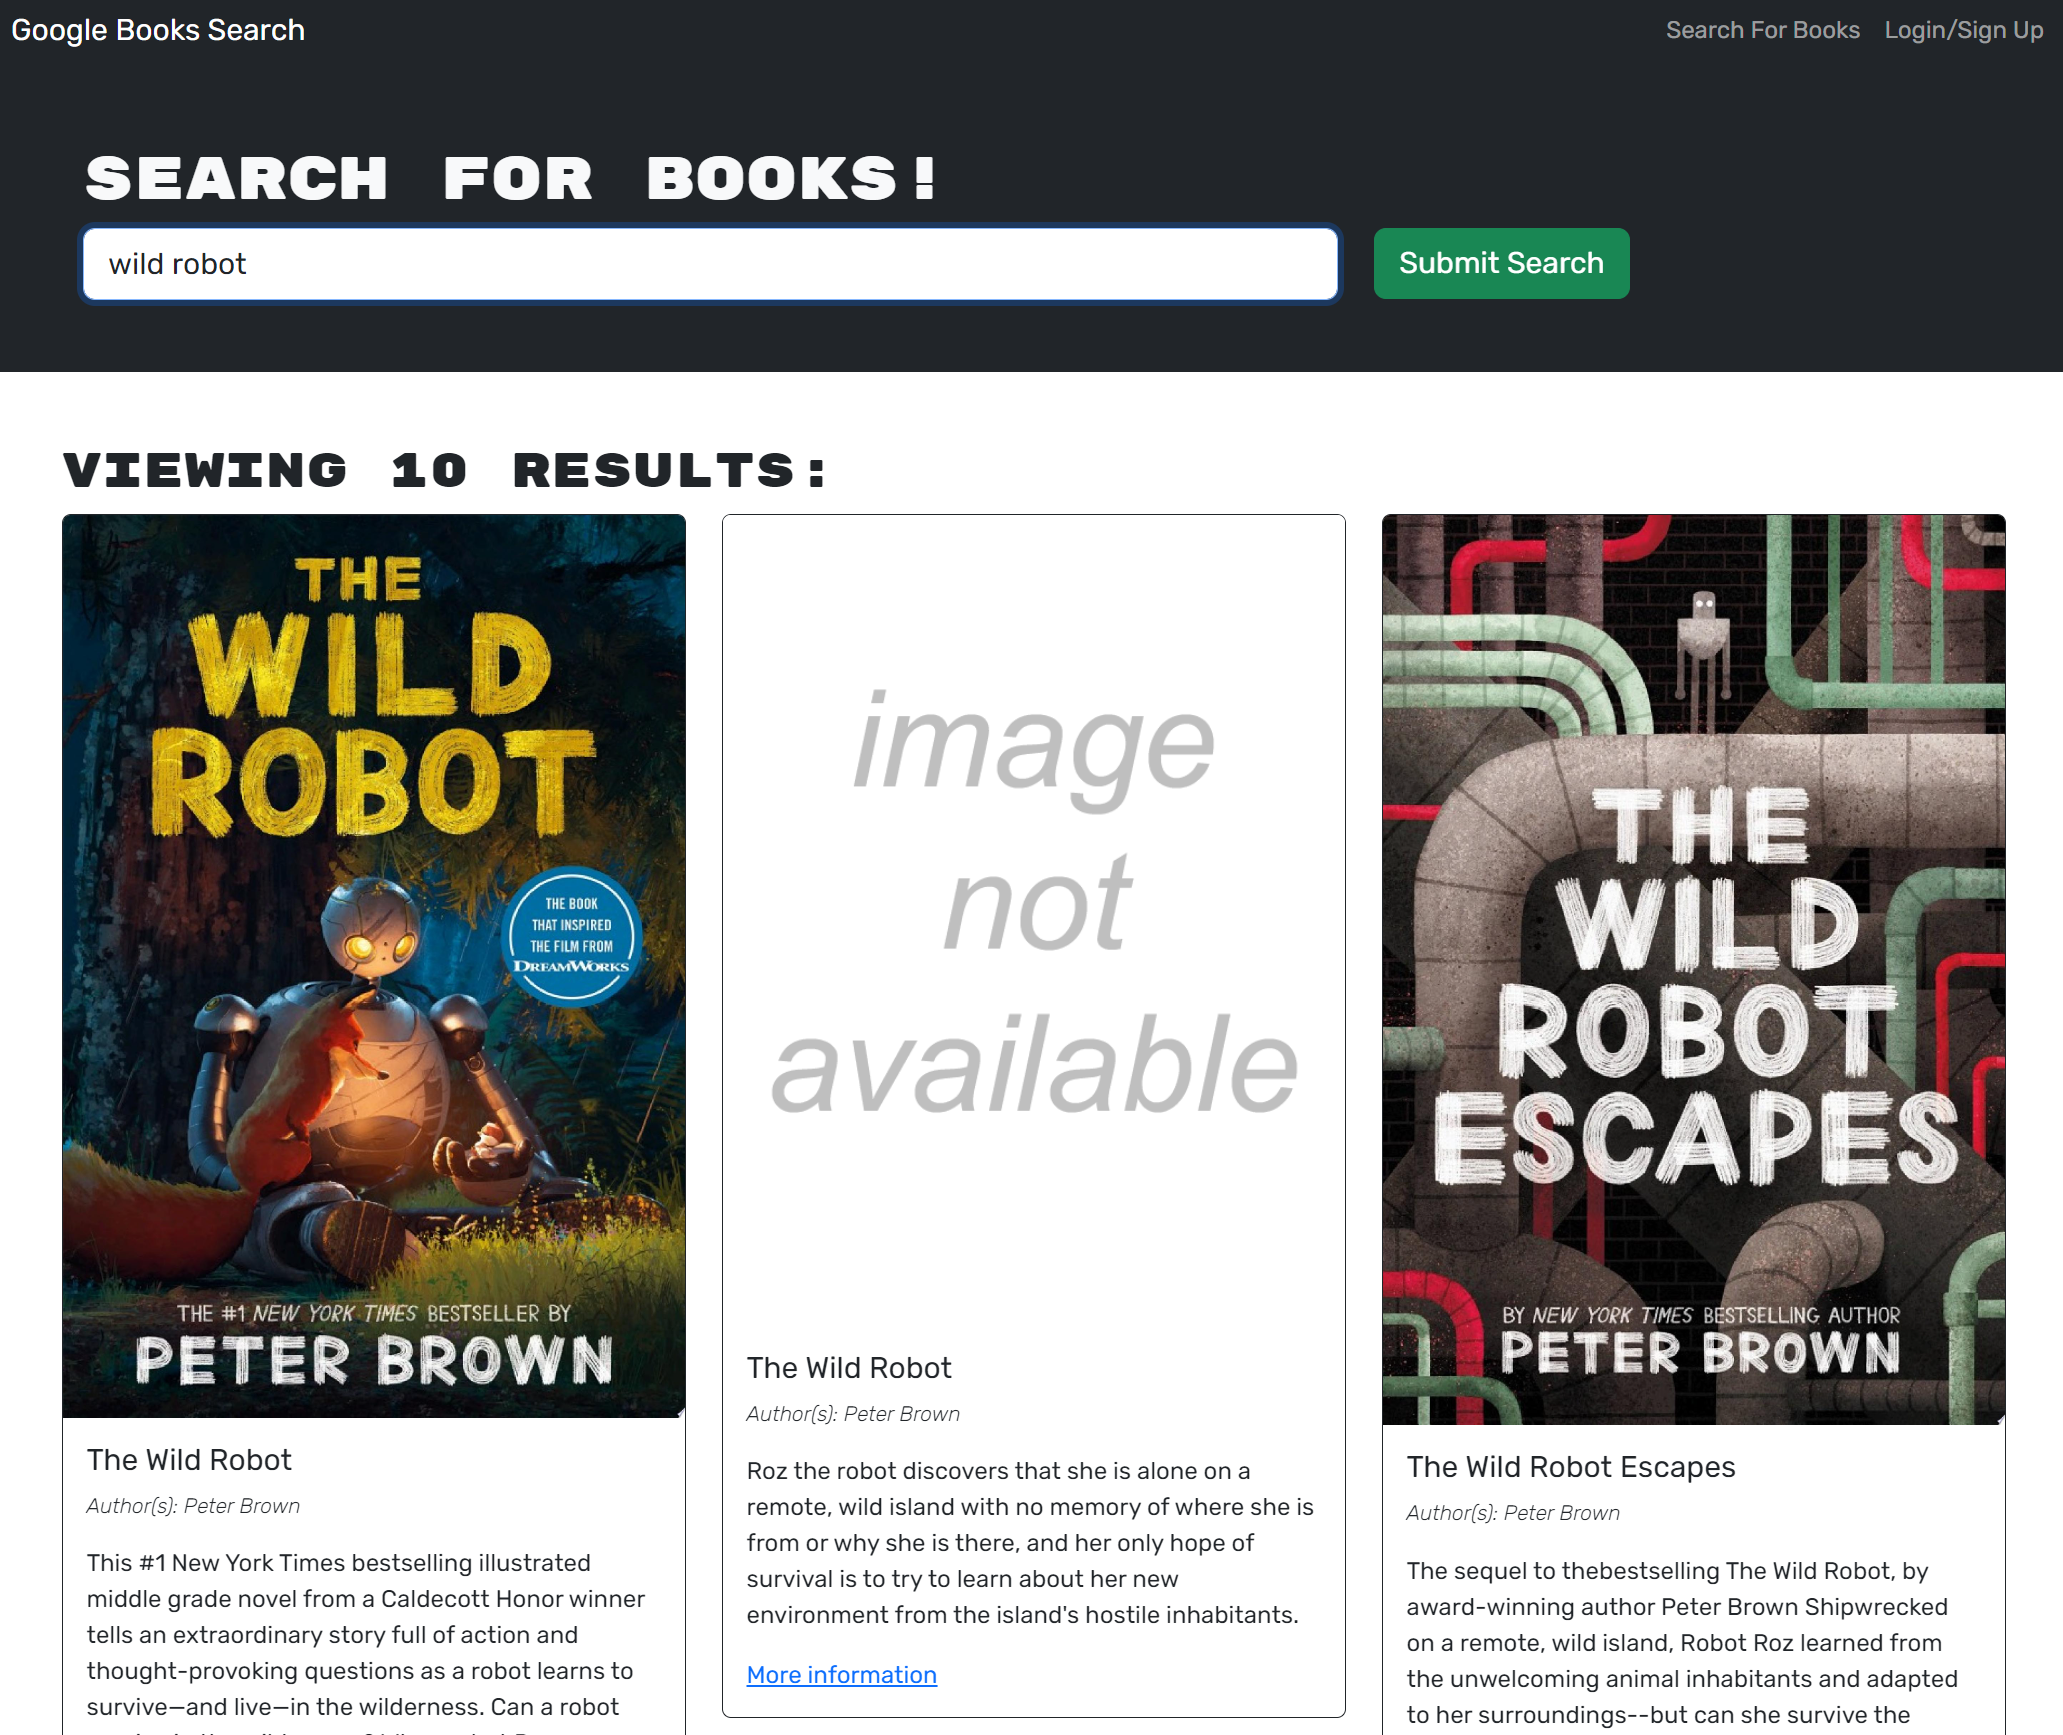 Google Books Search
Search For Books
Login/Sign Up
SEARCH FOR BOOKS!
wild robot
Submit Search
VIEWING 10 RESULTS:
THE
WILD
ROBOT
THE BOOK
THAT INSPIRED
THE FILM FROM
DREAMWORKS
THE #1 NEW YORK TIMES BESTSELLER BY
PETER BROWN
The Wild Robot
Author(s): Peter Brown
This #1 New York Times bestselling illustrated
middle grade novel from a Caldecott Honor winner
tells an extraordinary story full of action and
thought-provoking questions as a robot learns to
survive—and live—in the wilderness. Can a robot
image
not
available
The Wild Robot
Author(s): Peter Brown
Roz the robot discovers that she is alone on a
remote, wild island with no memory of where she is
from or why she is there, and her only hope of
survival is to try to learn about her new
environment from the island's hostile inhabitants.
More information
THE
WILD
ROBOT
ESCAPES
BY NEW YORK TIMES BESTSELLING AUTHOR
PETER BROWN
The Wild Robot Escapes
Author(s): Peter Brown
The sequel to thebestselling The Wild Robot, by
award-winning author Peter Brown Shipwrecked
on a remote, wild island, Robot Roz learned from
the unwelcoming animal inhabitants and adapted
to her surroundings--but can she survive the